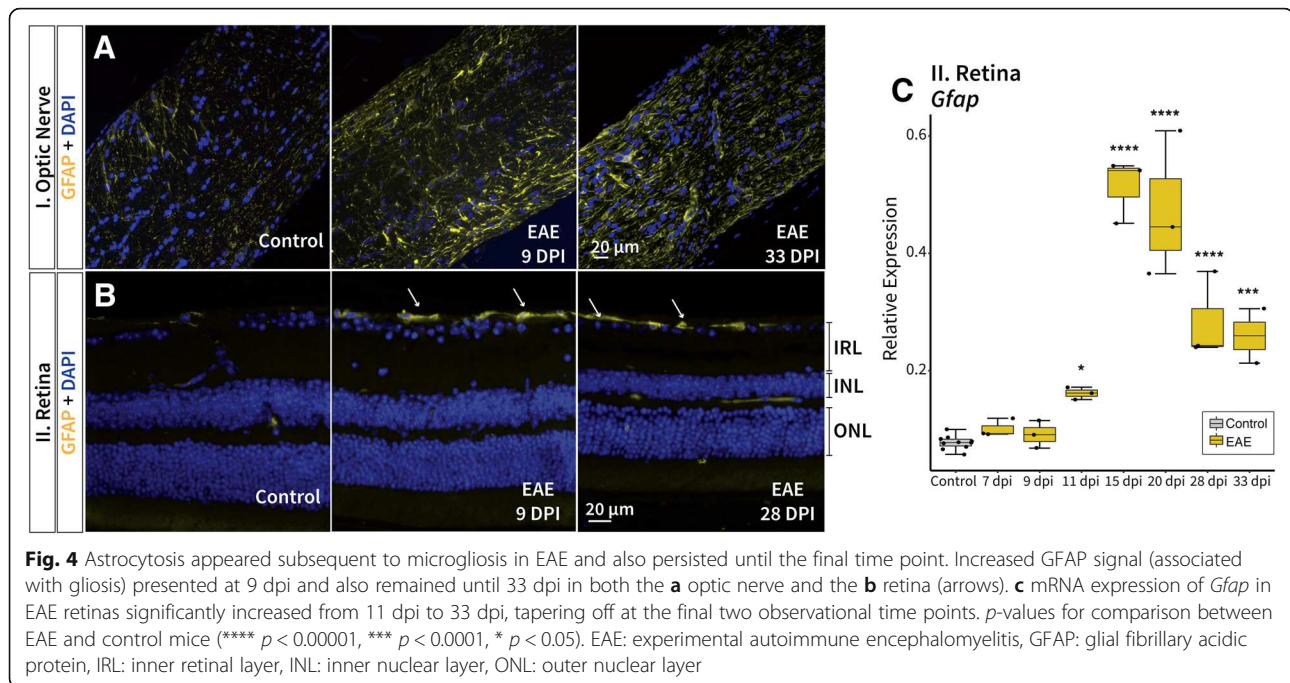 I. Optic Nerve
GFAP + DAPI
A
Control
EAE
9 DPI
EAE
20 µm 33 DPI
II. Retina
GFAP + DAPI
B
Control
EAE
9 DPI
EAE
20 µm 28 DPI
IRL
INL
ONL
C
II. Retina
Gfap
Relative Expression
0.6
0.4
0.2
*
****
****
****
***
Control
EAE
Control 7 dpi 9 dpi 11 dpi 15 dpi 20 dpi 28 dpi 33 dpi
Fig. 4 Astrocytosis appeared subsequent to microgliosis in EAE and also persisted until the final time point. Increased GFAP signal (associated
with gliosis) presented at 9 dpi and also remained until 33 dpi in both the a optic nerve and the b retina (arrows). c mRNA expression of Gfap in
EAE retinas significantly increased from 11 dpi to 33 dpi, tapering off at the final two observational time points. p-values for comparison between
EAE and control mice (**** p < 0.00001, *** p < 0.0001, * p < 0.05). EAE: experimental autoimmune encephalomyelitis, GFAP: glial fibrillary acidic
protein, IRL: inner retinal layer, INL: inner nuclear layer, ONL: outer nuclear layer